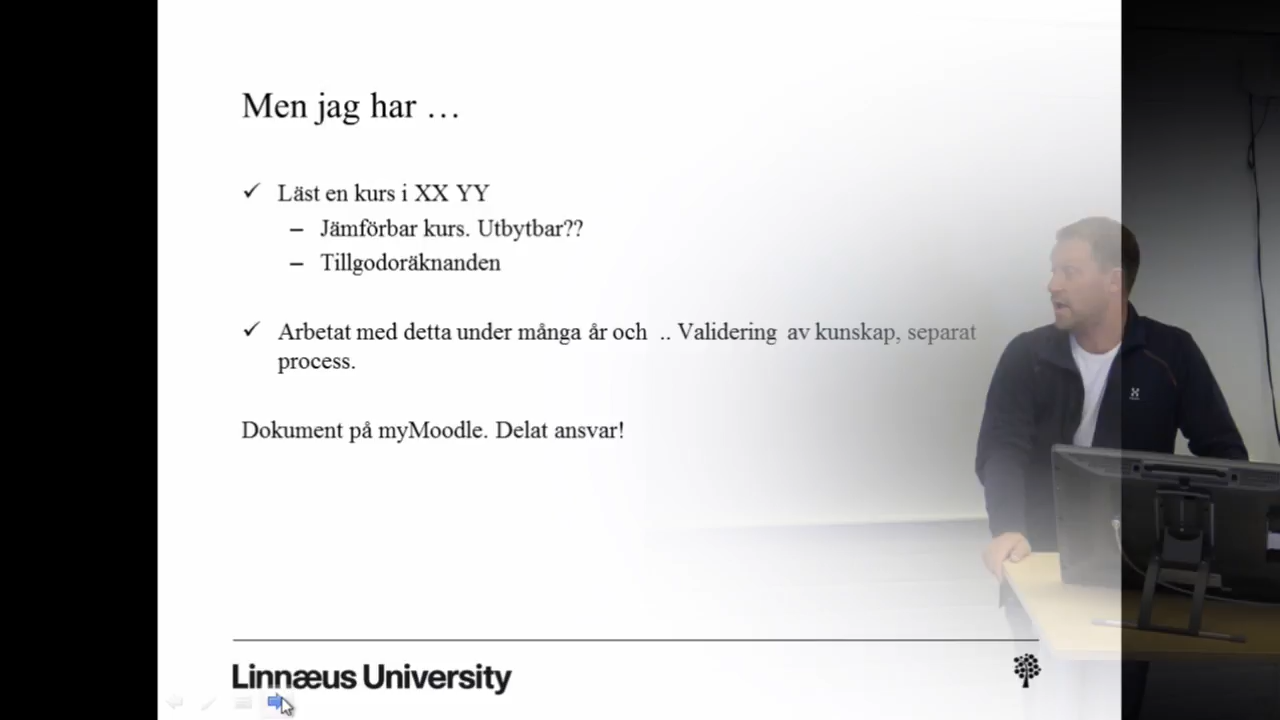 Men jag har …
✓ Läst en kurs i XX YY
– Jämförbar kurs. Utbytbar??
– Tillgodoräknanden
✓ Arbetat med detta under många år och .. Validering av kunskap, separat
process.
Dokument på myMoodle. Delat ansvar!
Linnæus University